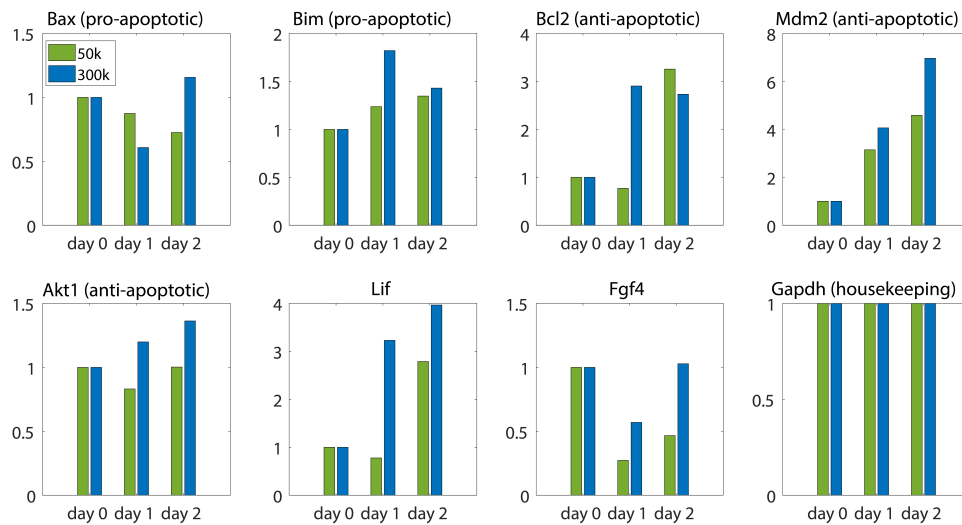 Bax (pro-apoptotic)
1.5
1
0.5
0
50k
300k
day 0 day 1 day 2
Bim (pro-apoptotic)
2
1.5
1
0.5
0
day 0 day 1 day 2
Bcl2 (anti-apoptotic)
4
3
2
1
0
day 0 day 1 day 2
Mdm2 (anti-apoptotic)
8
6
4
2
0
day 0 day 1 day 2
Akt1 (anti-apoptotic)
1.5
1
0.5
0
day 0 day 1 day 2
Lif
4
3
2
1
0
day 0 day 1 day 2
Fgf4
1.5
1
0.5
0
day 0 day 1 day 2
Gapdh (housekeeping)
1
0.5
0
day 0 day 1 day 2